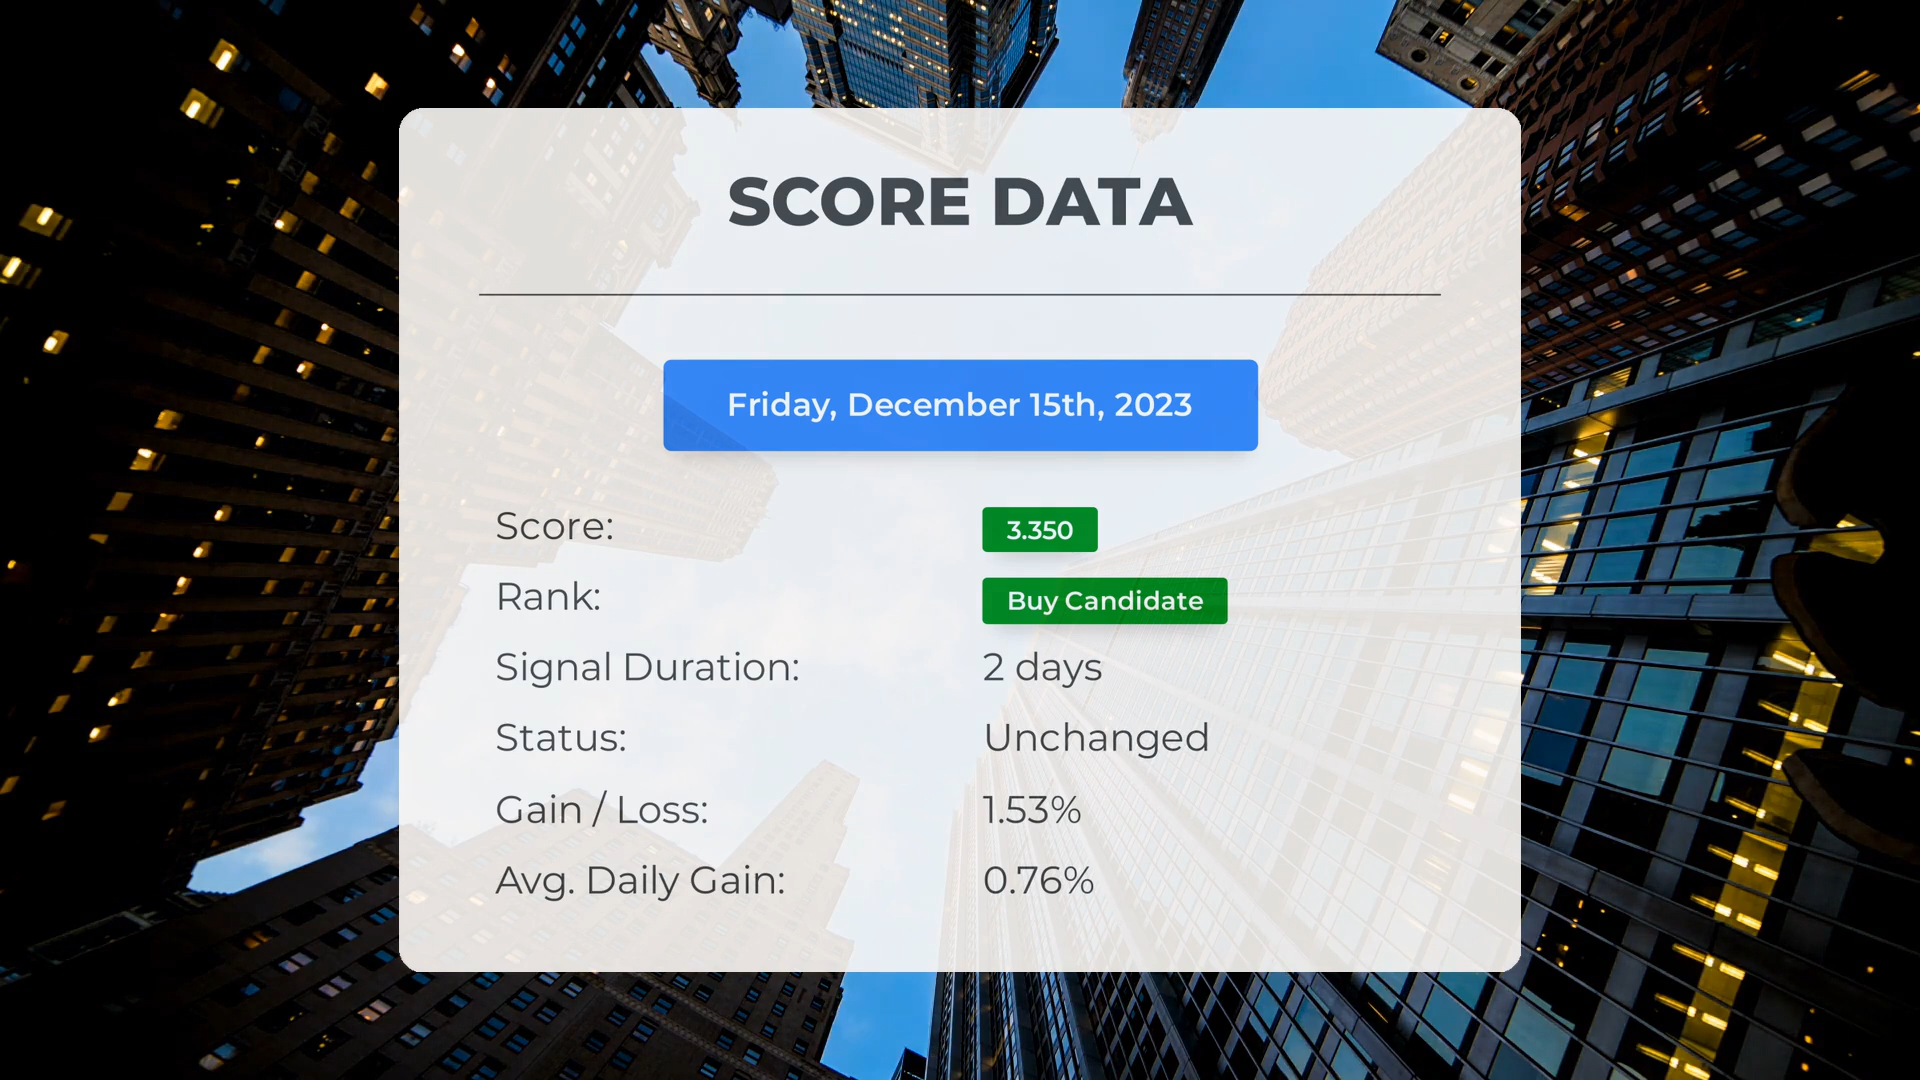 SCORE DATA
Friday, December 15th, 2023
Score: 3.350
Rank: Buy Candidate
Signal Duration: 2 days
Status: Unchanged
Gain / Loss: 1.53%
Avg. Daily Gain: 0.76%